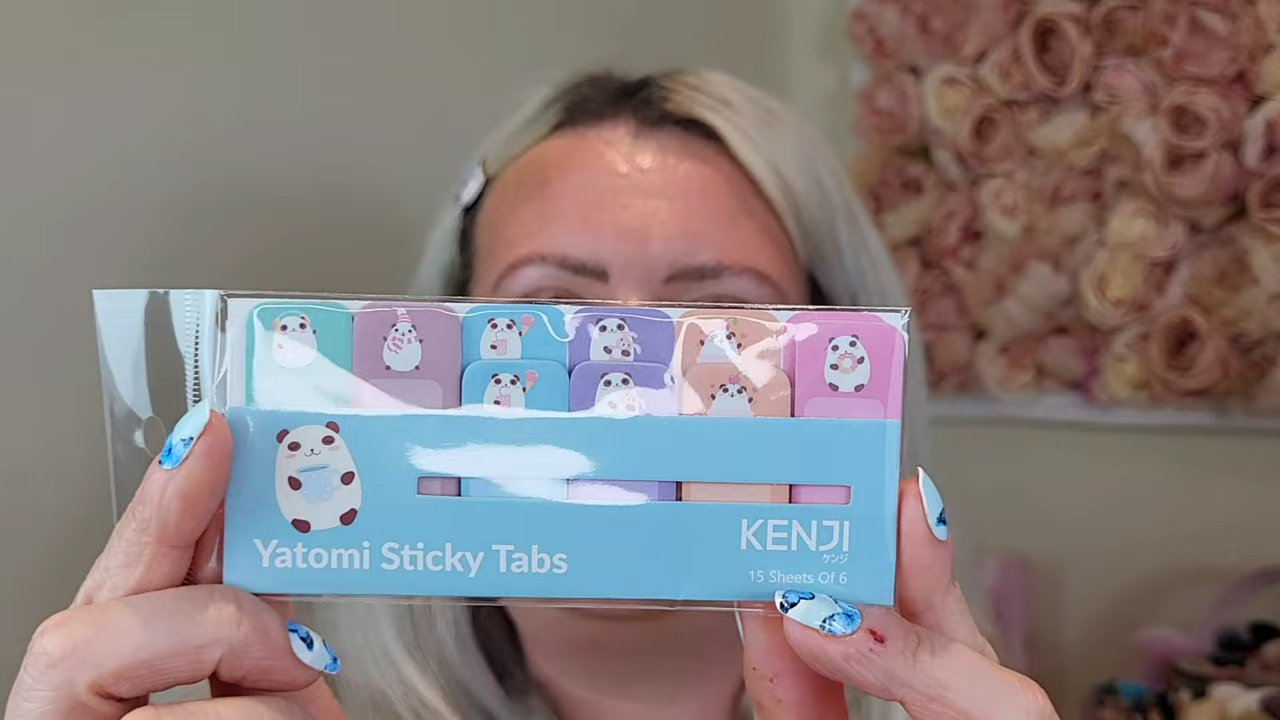 Yatomi Sticky Tabs
KENJI
ケンジ
15 Sheets Of 6